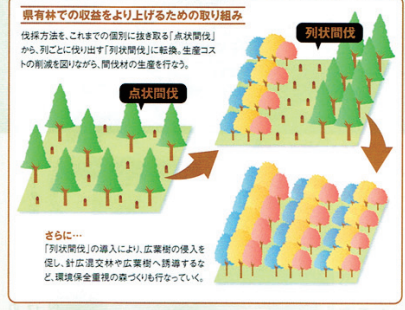 県有林での収益をより上げるための取り組み
伐採方法を、これまでの個別に抜き取る「点状間伐」
から、列ごとに伐り出す「列状間伐」に転換。生産コス
トの削減を図りながら、間伐材の生産を行なう。
列状間伐
点状間伐
さらに…
「列状間伐」の導入により、広葉樹の侵入を
促し、針広混交林や広葉樹へ誘導するな
ど、環境保全重視の森づくりも行なっていく。